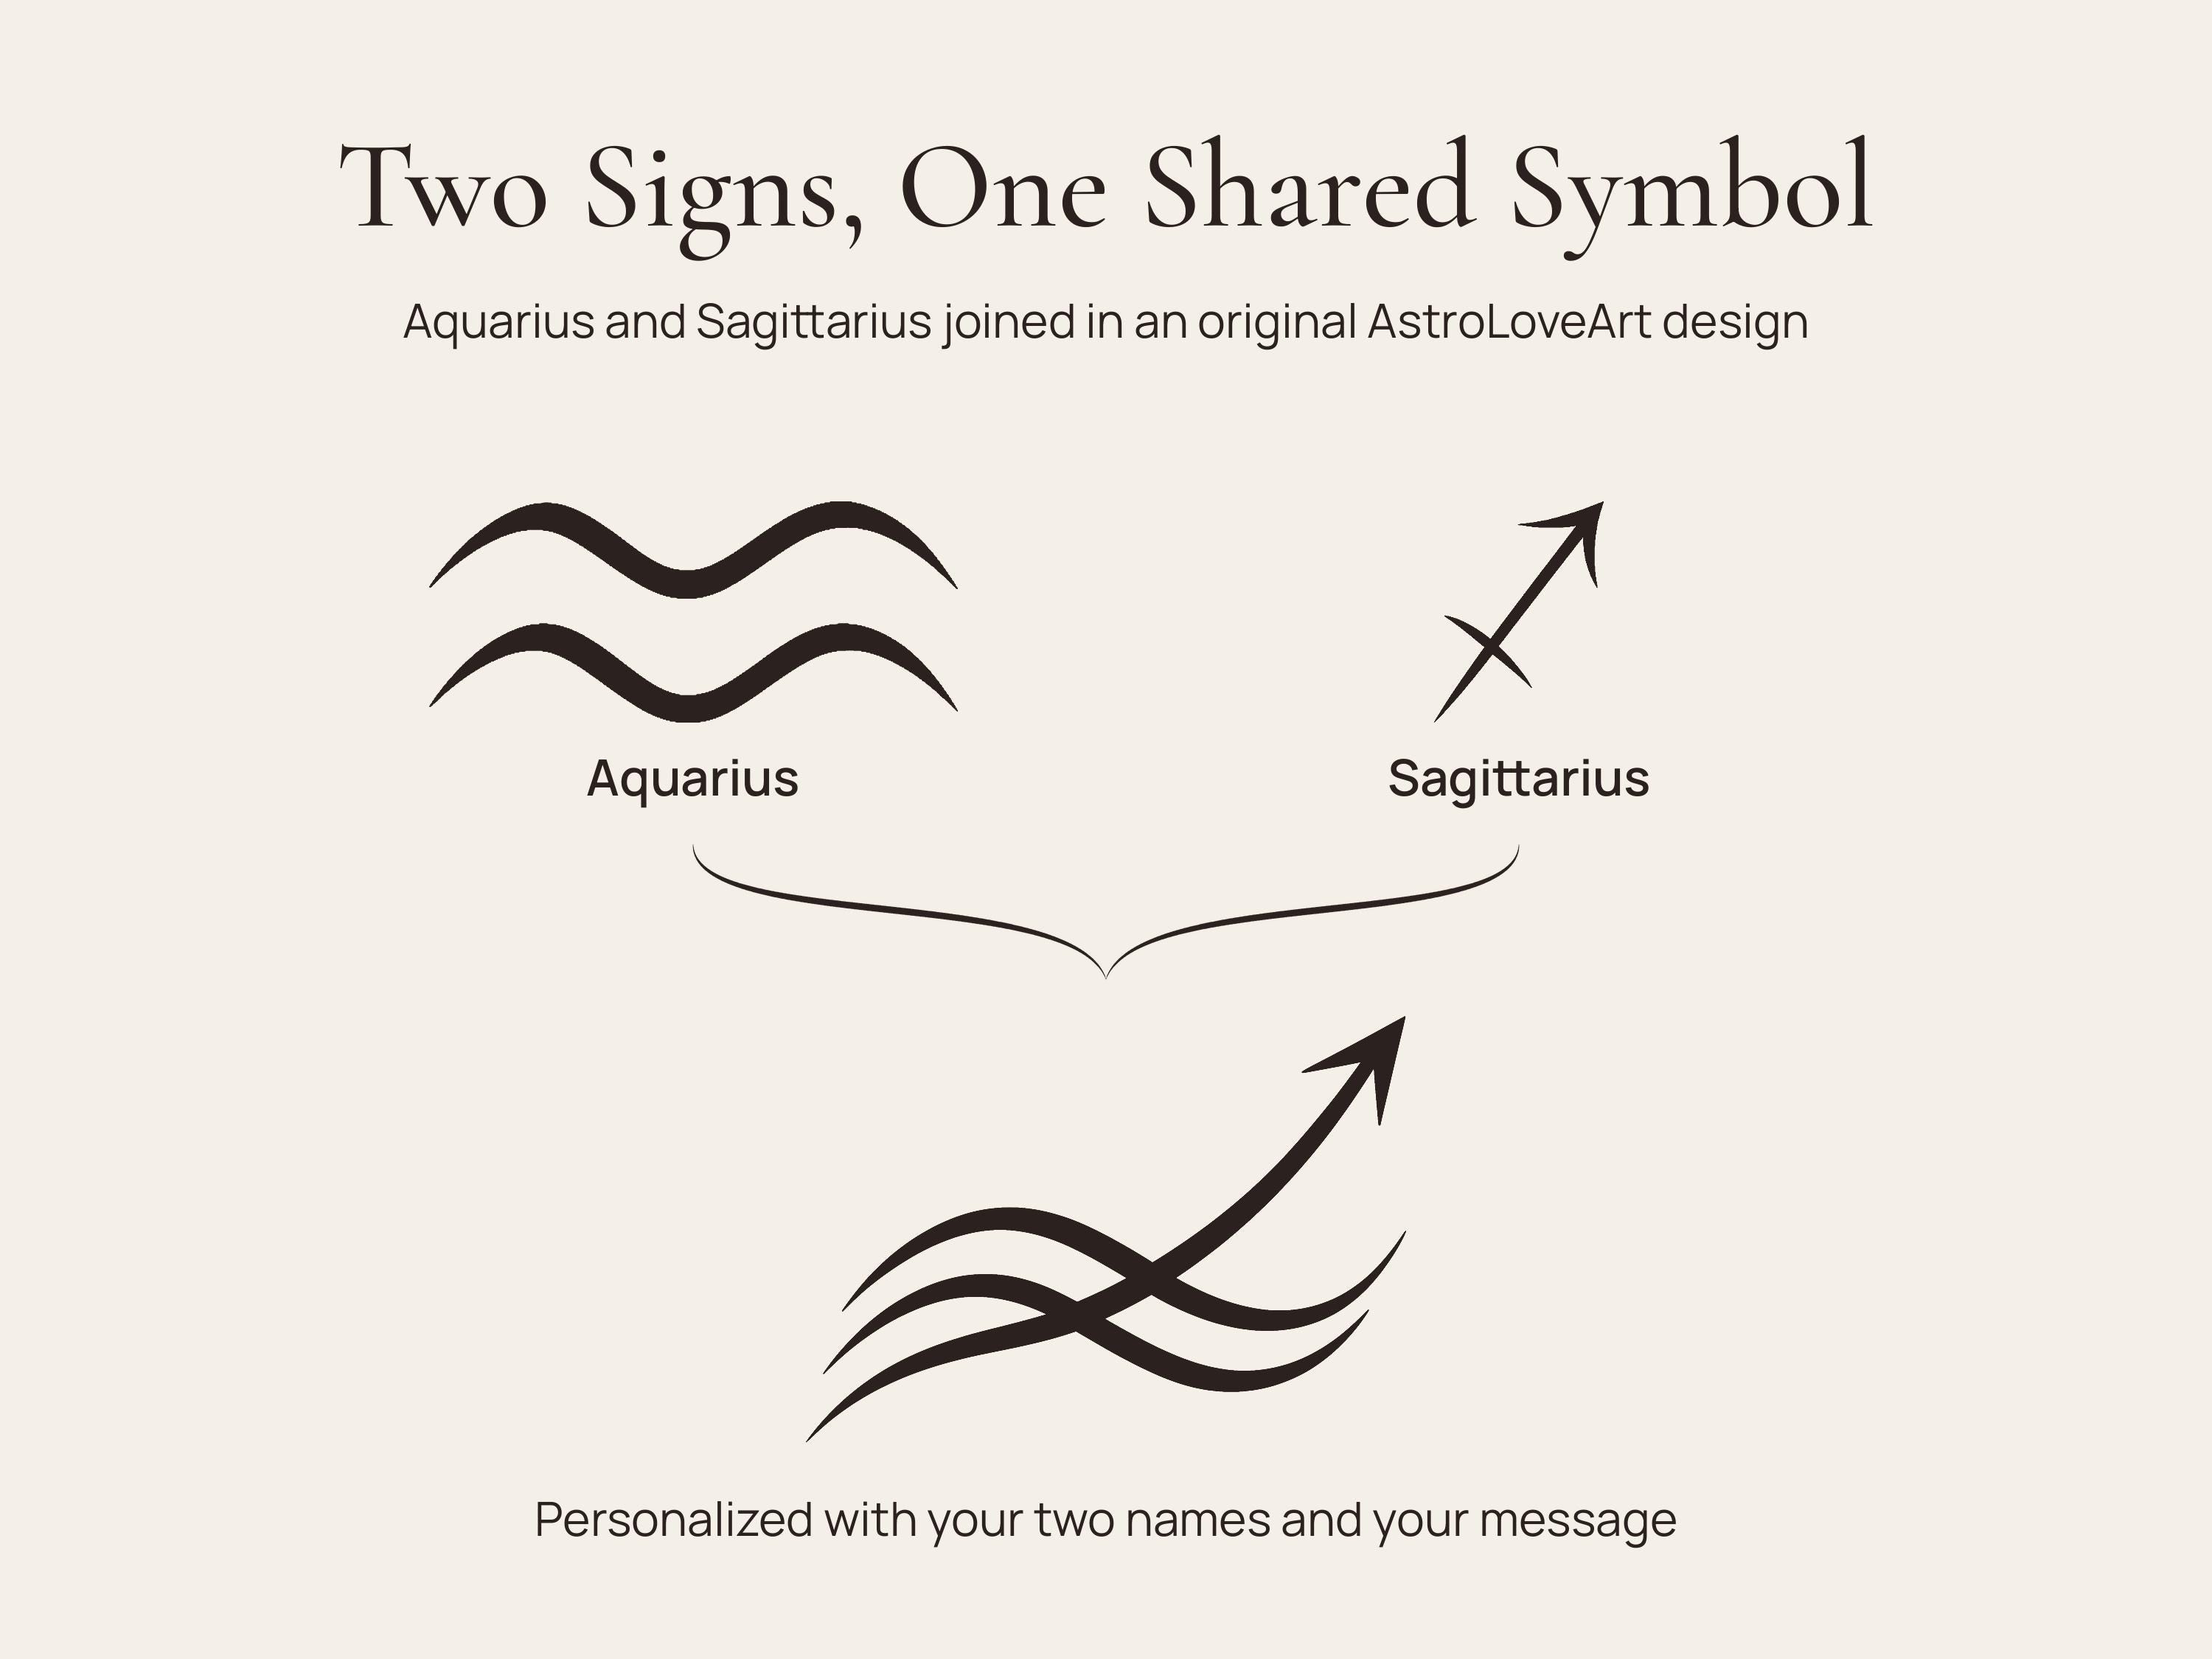 Two Signs, One Shared Symbol
Aquarius and Sagittarius joined in an original AstroLoveArt design
Aquarius
Sagittarius
Personalized with your two names and your message